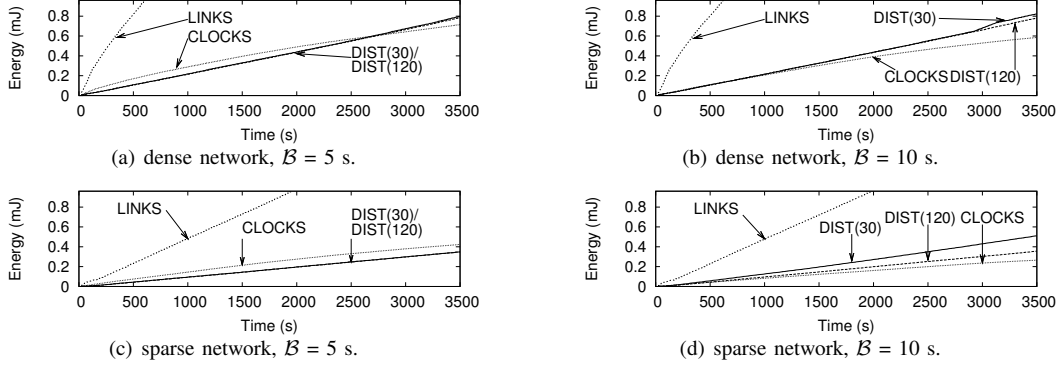 Energy (mJ)
0.8
0.6
0.4
0.2
0
LINKS
CLOCKS
DIST(30)/
DIST(120)
0 500 1000 1500 2000 2500 3000 3500
Time (s)
(a) dense network, ℬ = 5 s.
Energy (mJ)
0.8
0.6
0.4
0.2
0
LINKS
DIST(30)
CLOCKS DIST(120)
0 500 1000 1500 2000 2500 3000 3500
Time (s)
(b) dense network, ℬ = 10 s.
Energy (mJ)
0.8
0.6
0.4
0.2
0
LINKS
CLOCKS
DIST(30)/
DIST(120)
0 500 1000 1500 2000 2500 3000 3500
Time (s)
(c) sparse network, ℬ = 5 s.
Energy (mJ)
0.8
0.6
0.4
0.2
0
LINKS
DIST(30)
DIST(120) CLOCKS
0 500 1000 1500 2000 2500 3000 3500
Time (s)
(d) sparse network, ℬ = 10 s.